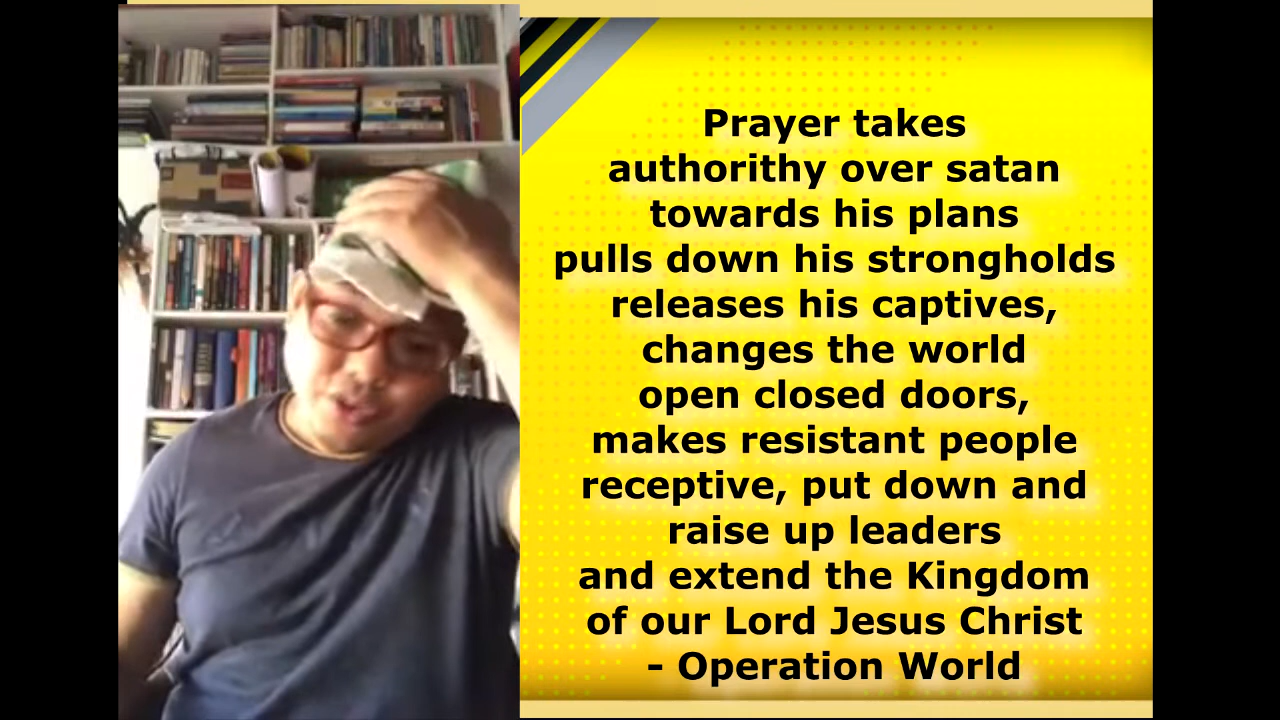 Prayer takes
authorithy over satan
towards his plans
pulls down his strongholds
releases his captives,
changes the world
open closed doors,
makes resistant people
receptive, put down and
raise up leaders
and extend the Kingdom
of our Lord Jesus Christ
- Operation World